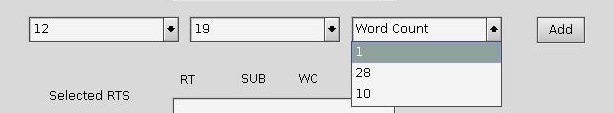 12 19 Word Count Add
1
28
10
RT SUB WC
Selected RTS